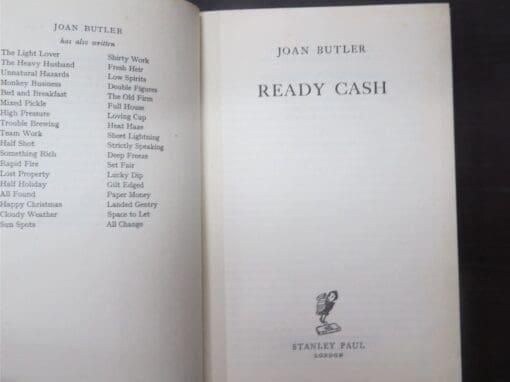 JOAN BUTLER
has also written
The Light Lover
The Heavy Husband
Unnatural Hazards
Monkey Business
Bed and Breakfast
Mixed Pickle
High Pressure
Trouble Brewing
Team Work
Half Shot
Something Rich
Rapid Fire
Lost Property
Half Holiday
All Found
Happy Christmas
Cloudy Weather
Sun Spots
Shirty Work
Fresh Heir
Low Spirits
Double Figures
The Old Firm
Full House
Loving Cup
Heat Haze
Sheet Lightning
Strictly Speaking
Deep Freeze
Set Fair
Lucky Dip
Gilt Edged
Paper Money
Landed Gentry
Space to Let
All Change
JOAN BUTLER
READY CASH
STANLEY PAUL
LONDON